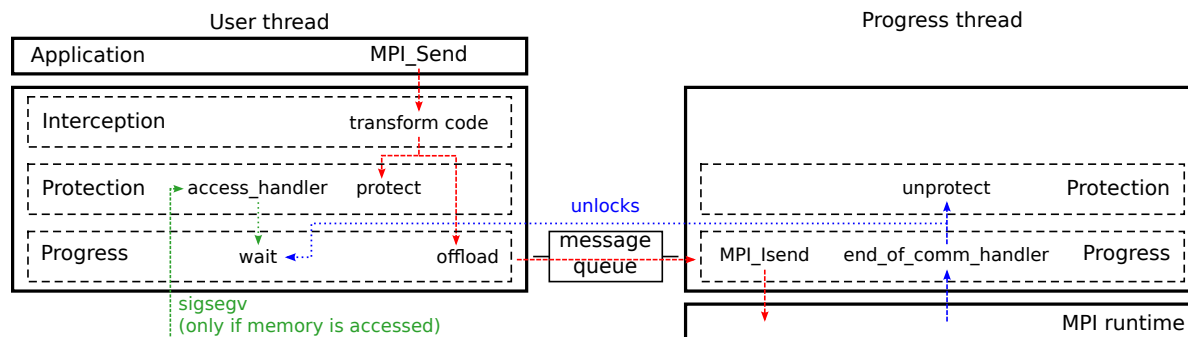 User thread
Progress thread
Application
MPI_Send
Interception
transform code
Protection
access_handler
protect
unprotect
Protection
unlocks
Progress
wait
offload
message
queue
MPI_Isend
end_of_comm_handler
Progress
sigsegv
(only if memory is accessed)
MPI runtime